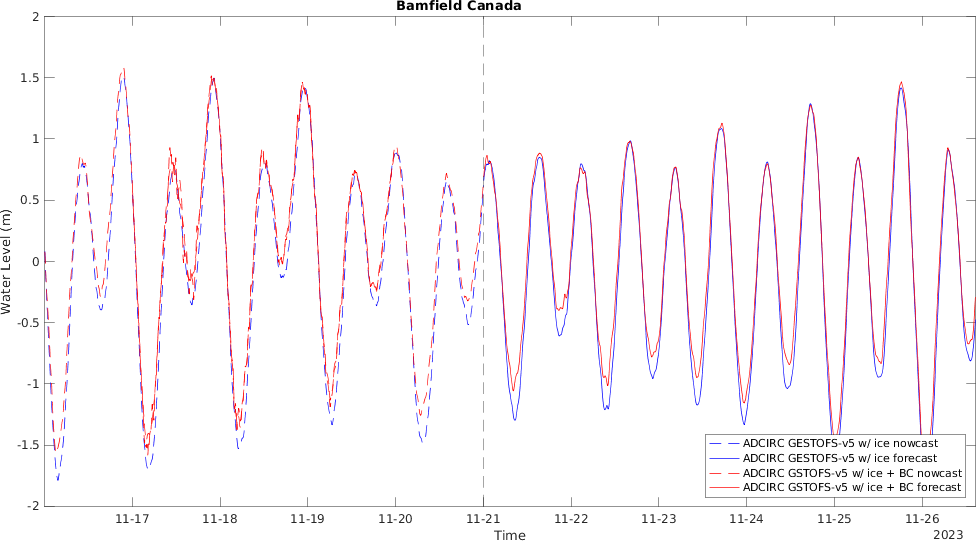 Bamfield Canada
2
1.5
1
0.5
0
-0.5
-1
-1.5
-2
Water Level (m)
11-17
11-18
11-19
11-20
11-21
11-22
11-23
11-24
11-25
11-26
Time
2023
ADCIRC GESTOFS-v5 w/ ice nowcast
ADCIRC GESTOFS-v5 w/ ice forecast
ADCIRC GSTOFS-v5 w/ ice + BC nowcast
ADCIRC GSTOFS-v5 w/ ice + BC forecast